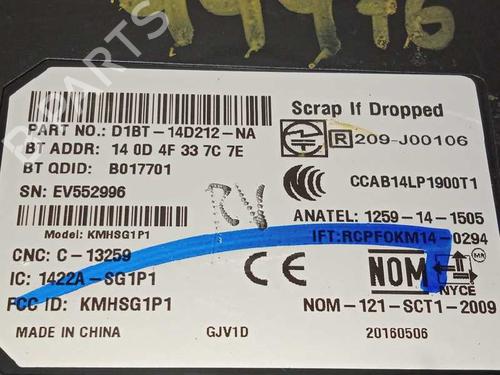 Scrap If Dropped
PART NO.: D1BT-14D212-NA
R 209-J00106
BT ADDR: 14 0D 4F 33 7C 7E
BT QDID: B017701
CCAB14LP1900T1
SN: EV552996
RV
ANATEL: 1259-14-1505
Model: KMHSG1P1
IFT:RCPFOKM14-0294
CNC: C-13259
IC: 1422A-SG1P1
CE
NOM
NYCE
FCC ID: KMHSG1P1
NOM-121-SCT1-2009
MADE IN CHINA
GJV1D
20160506